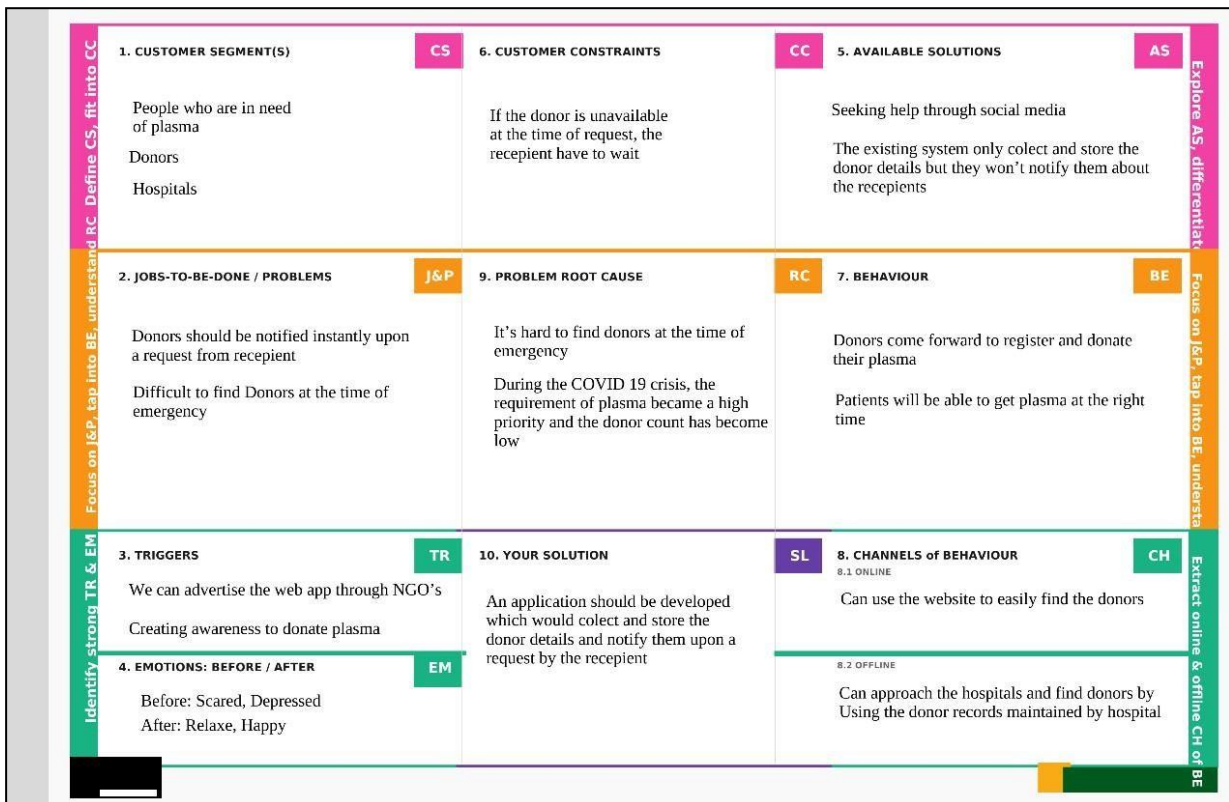 Define CS, fit into CC
1. CUSTOMER SEGMENT(S)
CS
People who are in need
of plasma
Donors
Hospitals
6. CUSTOMER CONSTRAINTS
CC
If the donor is unavailable
at the time of request, the
recepient have to wait
5. AVAILABLE SOLUTIONS
AS
Seeking help through social media
The existing system only colect and store the
donor details but they won't notify them about
the recepients
Explore AS, differentiat
Focus on J&P, tap into BE, understand RC
2. JOBS-TO-BE-DONE / PROBLEMS
J&P
Donors should be notified instantly upon
a request from recepient
Difficult to find Donors at the time of
emergency
9. PROBLEM ROOT CAUSE
RC
It's hard to find donors at the time of
emergency
During the COVID 19 crisis, the
requirement of plasma became a high
priority and the donor count has become
low
7. BEHAVIOUR
BE
Donors come forward to register and donate
their plasma
Patients will be able to get plasma at the right
time
Focus on J&P, tap into BE, understa
Identify strong TR & EM
3. TRIGGERS
TR
We can advertise the web app through NGO's
Creating awareness to donate plasma
4. EMOTIONS: BEFORE / AFTER
EM
Before: Scared, Depressed
After: Relaxe, Happy
10. YOUR SOLUTION
SL
An application should be developed
which would colect and store the
donor details and notify them upon a
request by the recepient
8. CHANNELS of BEHAVIOUR
CH
8.1 ONLINE
Can use the website to easily find the donors
8.2 OFFLINE
Can approach the hospitals and find donors by
Using the donor records maintained by hospital
Extract online & offline CH of BE